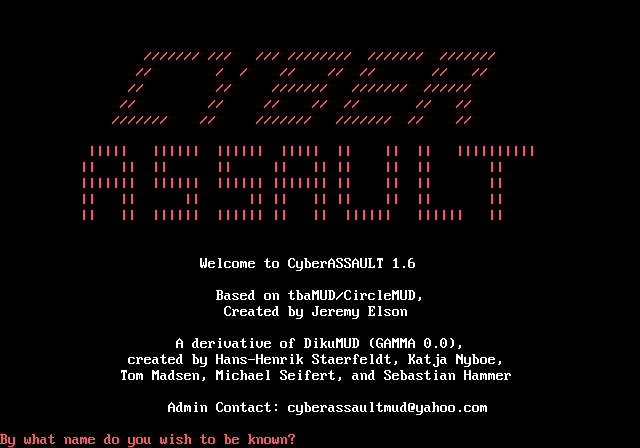 CYBER
ASSAULT
Welcome to CyberASSAULT 1.6
Based on tbaMUD/CircleMUD,
Created by Jeremy Elson
A derivative of DikuMUD (GAMMA 0.0),
created by Hans-Henrik Staerfeldt, Katja Nyboe,
Tom Madsen, Michael Seifert, and Sebastian Hammer
Admin Contact: cyberassaultmud@yahoo.com
By what name do you wish to be known?